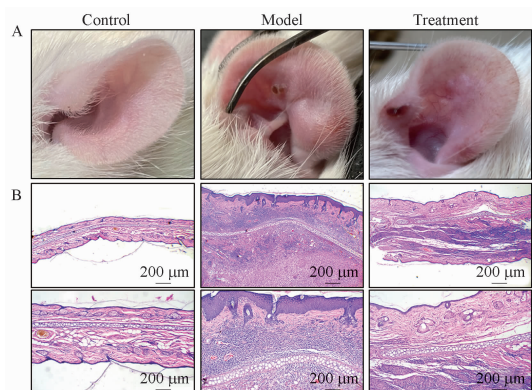 Control Model Treatment
A
B
200 μm 200 μm 200 μm
200 μm 200 μm 200 μm